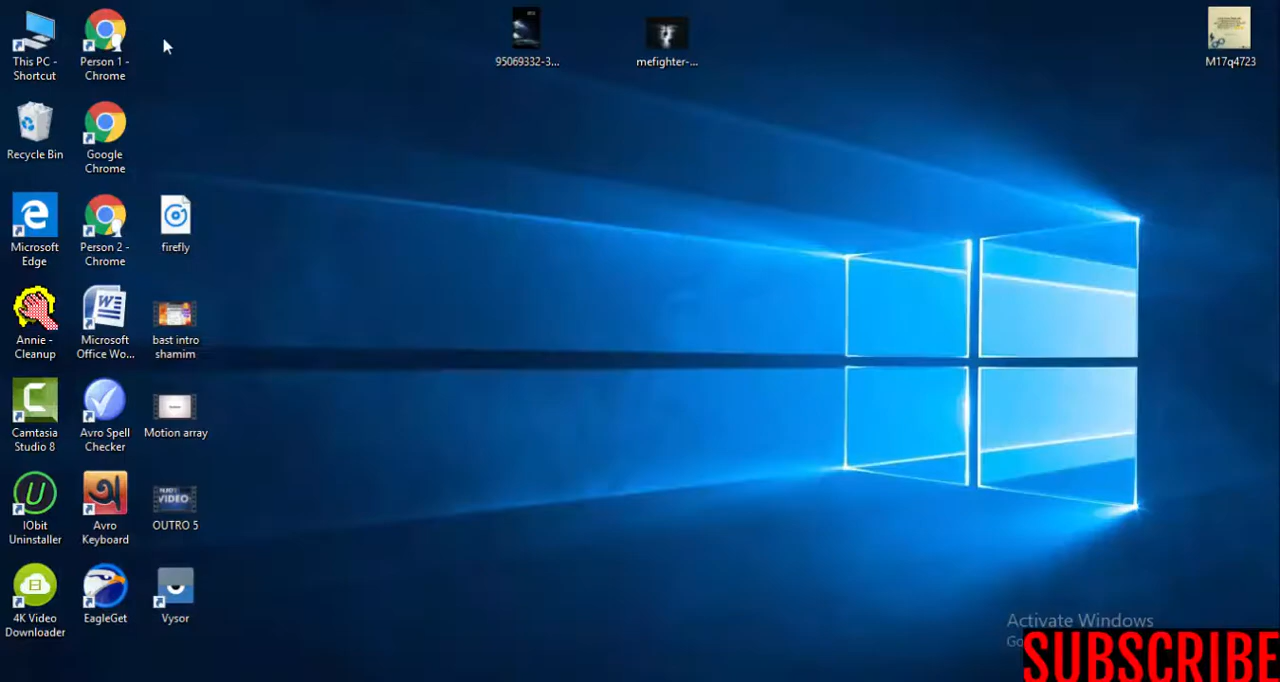 This PC -
Shortcut
Person 1 -
Chrome
95069332-3...
mefighter-...
M17q4723
Recycle Bin
Google
Chrome
Microsoft
Edge
Person 2 -
Chrome
firefly
Annie -
Cleanup
Microsoft
Office Wo...
bast intro
shamim
Camtasia
Studio 8
Avro Spell
Checker
Motion array
IObit
Uninstaller
Avro
Keyboard
VIDEO
OUTRO 5
4K Video
Downloader
EagleGet
Vysor
Activate Windows
SUBSCRIBE